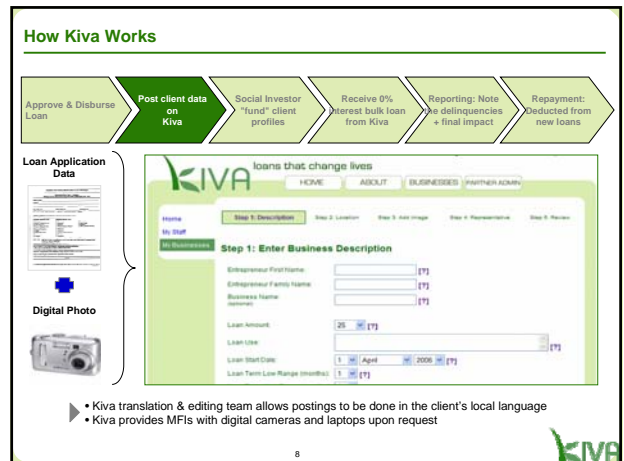 How Kiva Works
Approve & Disburse
Loan
Post client data
on
Kiva
Social Investor
"fund" client
profiles
Receive 0%
interest bulk loan
from Kiva
Reporting: Note
the delinquencies
+ final impact
Repayment:
Deducted from
new loans
Loan Application
Data
Digital Photo
KIVA
loans that change lives
HOME ABOUT BUSINESSES PARTNER ADMIN
Home
My Staff
My Businesses
Step 1: Description Step 2: Location Step 3: Add Image Step 4: Representative Step 5: Review
Step 1: Enter Business Description
Entrepreneur First Name: [?]
Entrepreneur Family Name: [?]
Business Name: [?]
(optional)
Loan Amount: 25 [?]
Loan Use: [?]
Loan Start Date: 1 April 2006 [?]
Loan Term Low Range (months): 1 [?]
• Kiva translation & editing team allows postings to be done in the client's local language
• Kiva provides MFIs with digital cameras and laptops upon request
8
KIVA